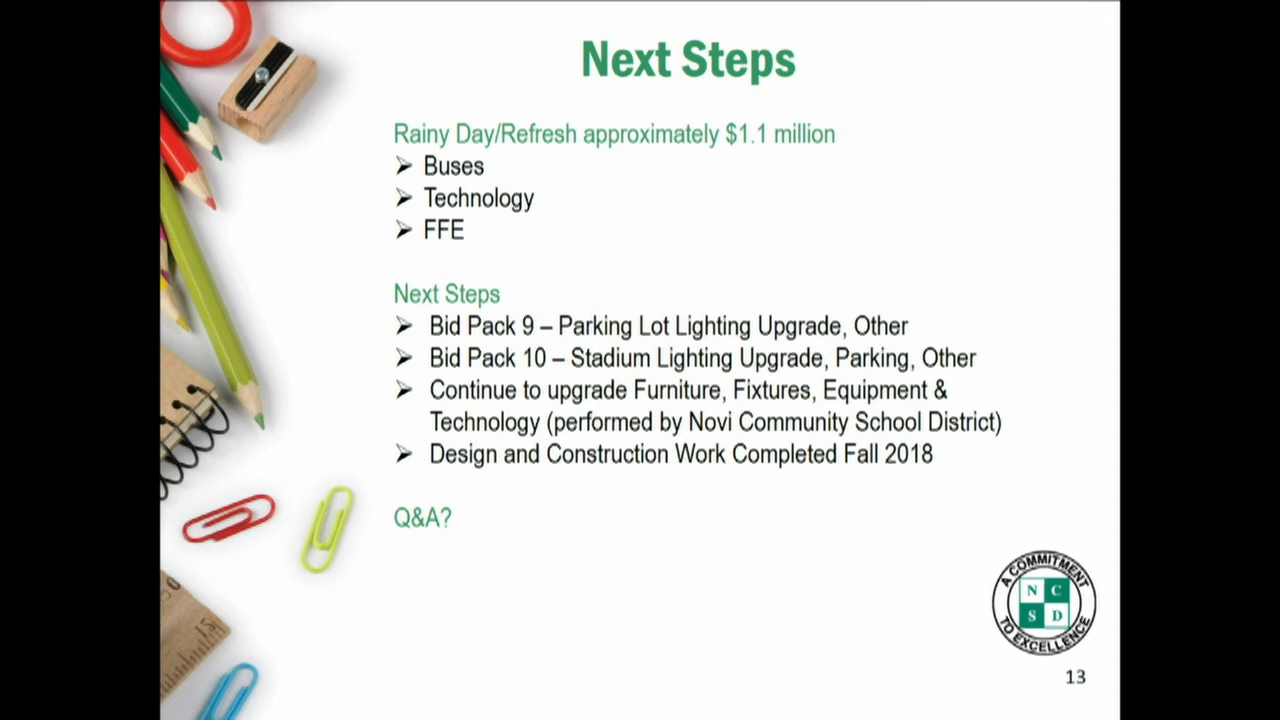 Next Steps
Rainy Day/Refresh approximately $1.1 million
➢ Buses
➢ Technology
➢ FFE
Next Steps
➢ Bid Pack 9 – Parking Lot Lighting Upgrade, Other
➢ Bid Pack 10 – Stadium Lighting Upgrade, Parking, Other
➢ Continue to upgrade Furniture, Fixtures, Equipment &
Technology (performed by Novi Community School District)
➢ Design and Construction Work Completed Fall 2018
Q&A?
A COMMITMENT
N C
S D
TO EXCELLENCE
15
13